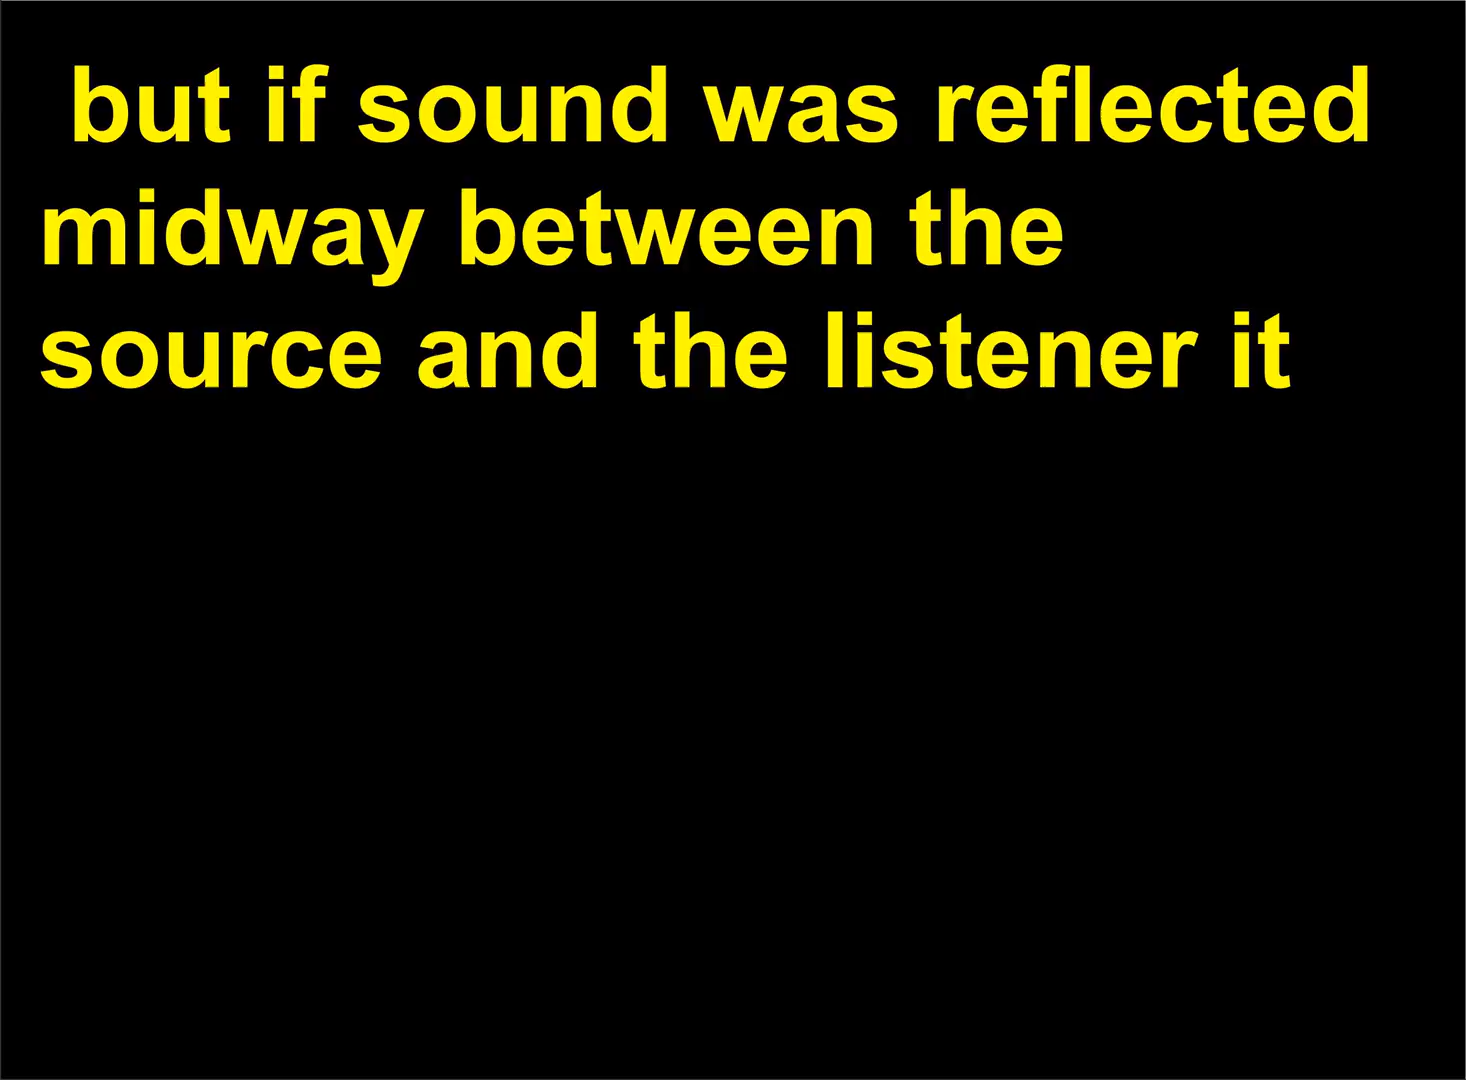 but if sound was reflected
midway between the
source and the listener it